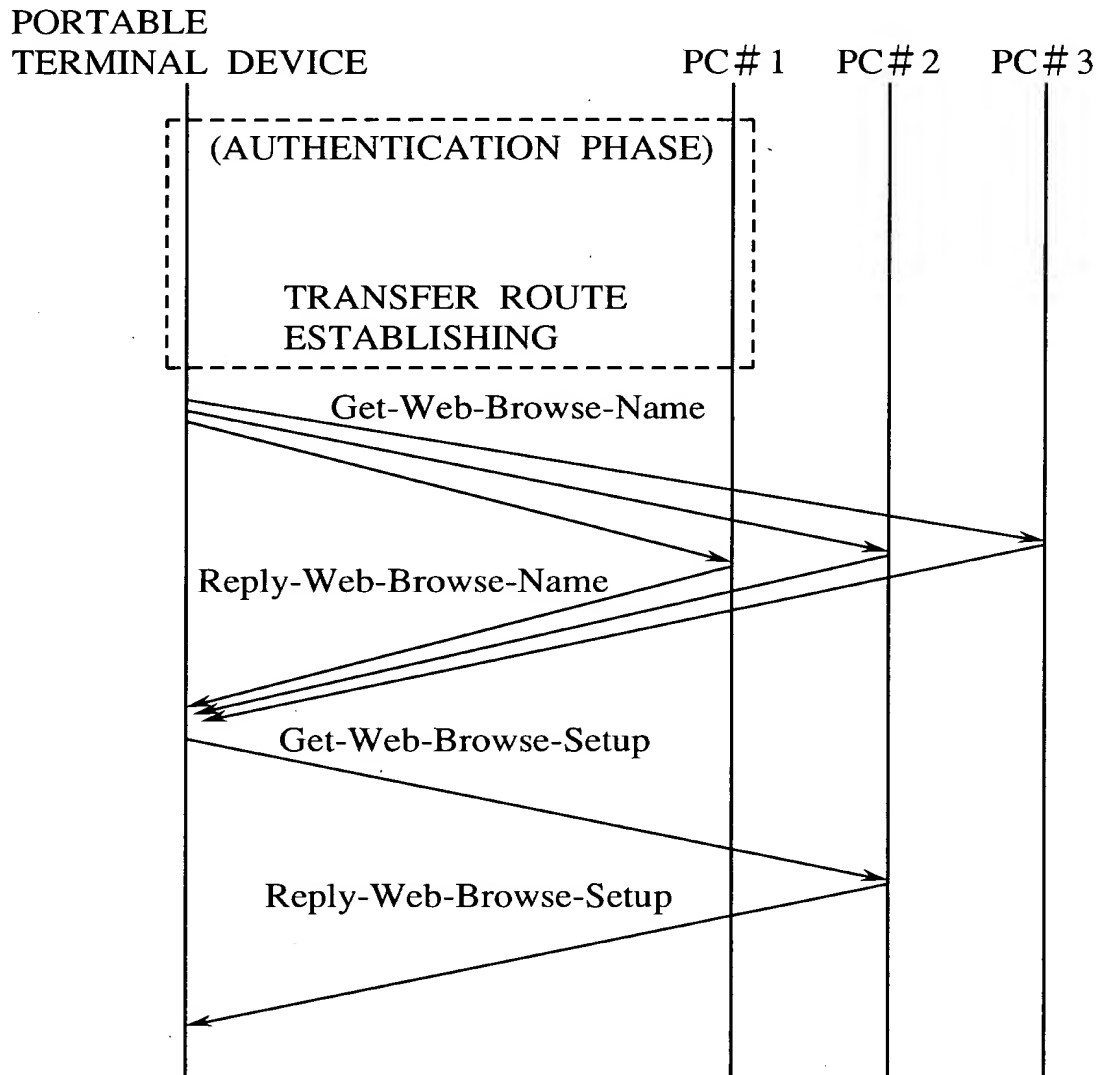 PORTABLE
TERMINAL DEVICE
PC#1 PC#2 PC#3
(AUTHENTICATION PHASE)
TRANSFER ROUTE
ESTABLISHING
Get-Web-Browse-Name
Reply-Web-Browse-Name
Get-Web-Browse-Setup
Reply-Web-Browse-Setup